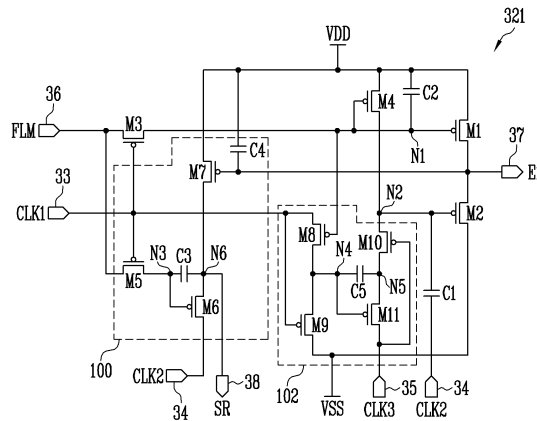 321
VDD
36
FLM
M3
M4
C2
M1
N1
37
E
C4
M7
33
CLK1
N2
M2
M8
M10
N3
C3
N6
N4
C5
N5
C1
M5
M6
M9
M11
100
CLK2
34
38
SR
102
VSS
35
CLK3
34
CLK2